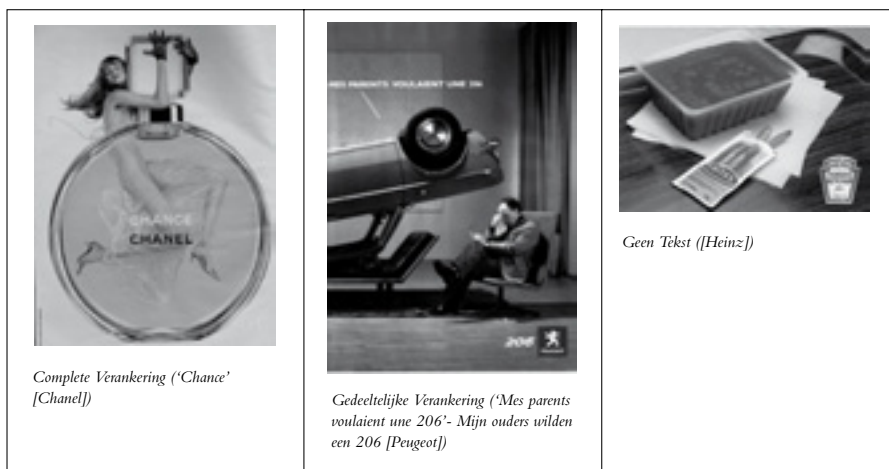 CHANCE
CHANEL
Complete Verankering ('Chance'
[Chanel])
MES PARENTS VOULAIENT UNE 206
206
Gedeeltelijke Verankering ('Mes parents
voulaient une 206'- Mijn ouders wilden
een 206 [Peugeot])
Geen Tekst ([Heinz])